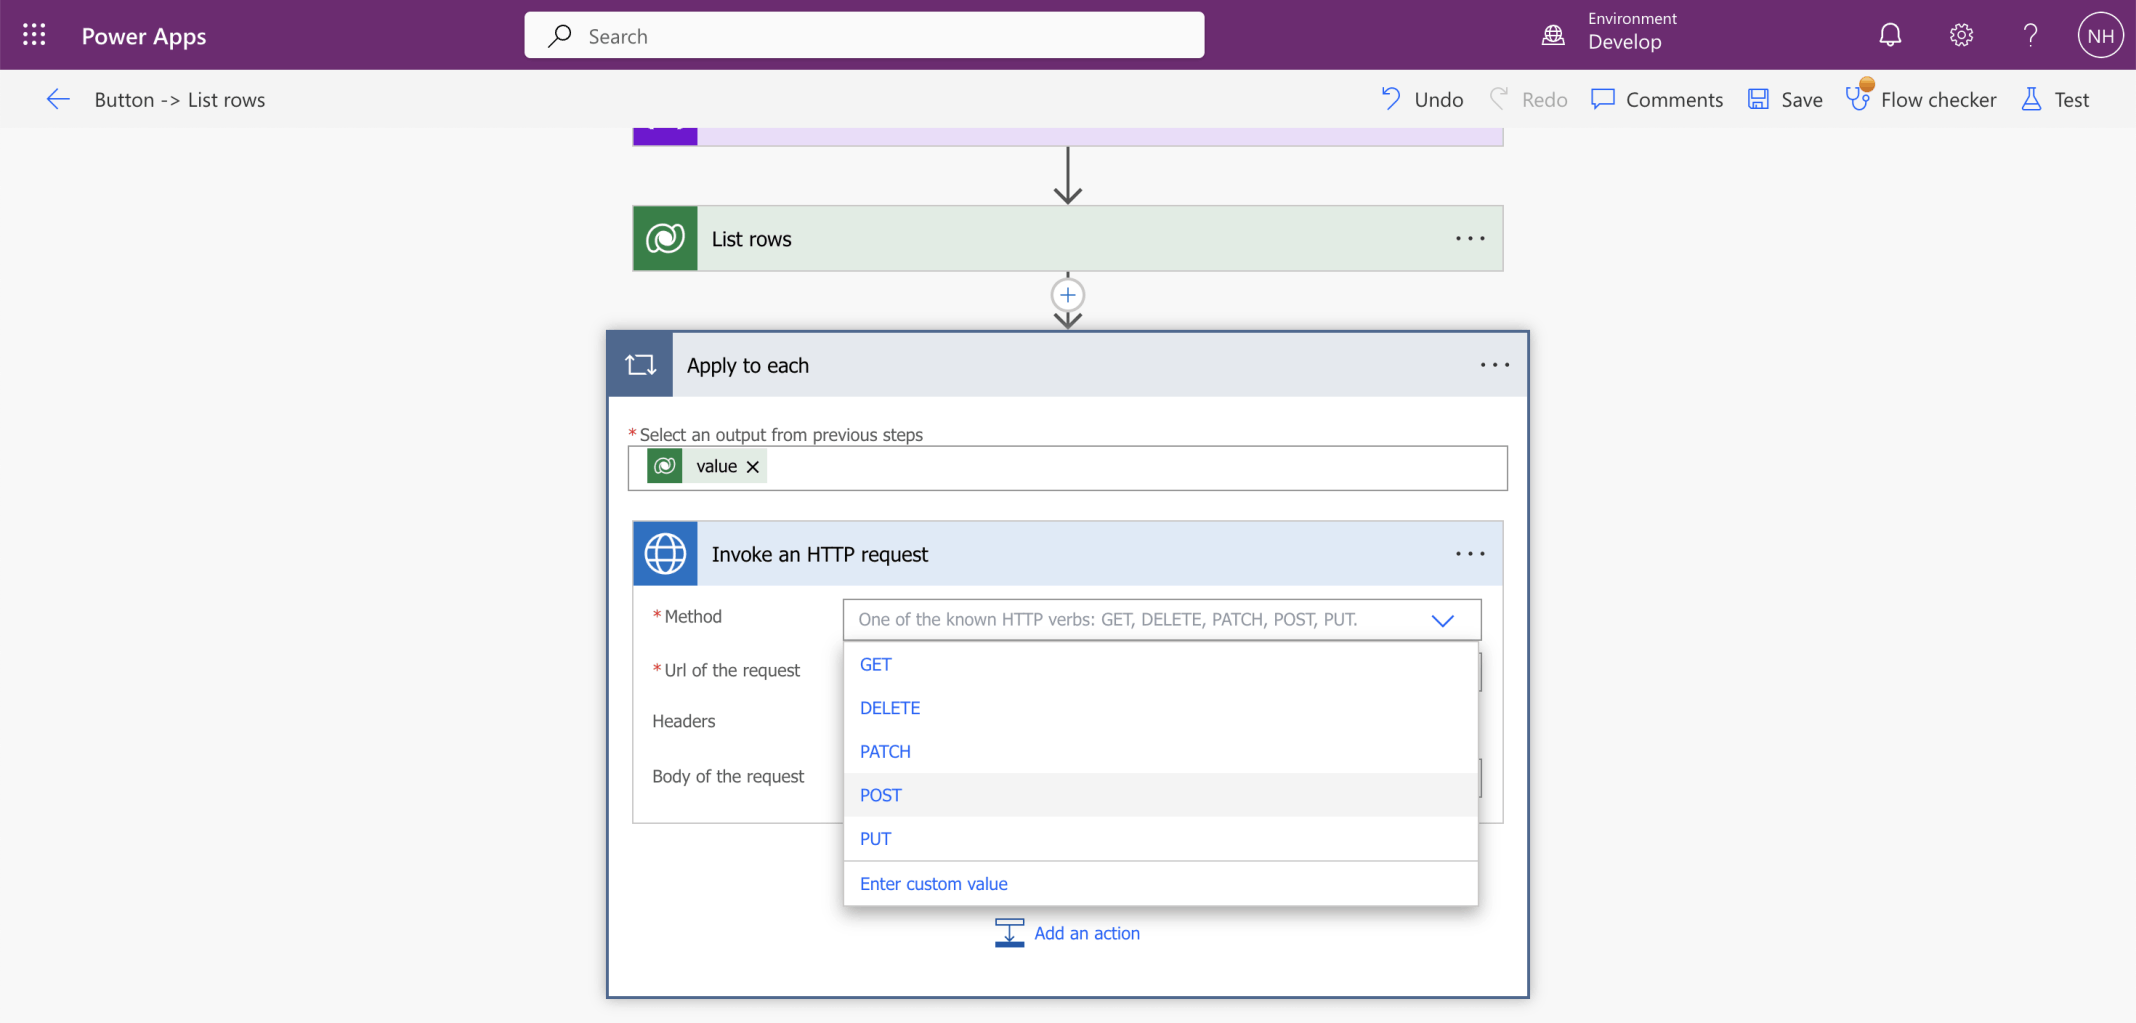 Power Apps
Search
Environment
Develop
NH
Button -> List rows
Undo
Redo
Comments
Save
Flow checker
Test
List rows
Apply to each
* Select an output from previous steps
value
Invoke an HTTP request
* Method
One of the known HTTP verbs: GET, DELETE, PATCH, POST, PUT.
GET
* Url of the request
DELETE
Headers
PATCH
Body of the request
POST
PUT
Enter custom value
Add an action